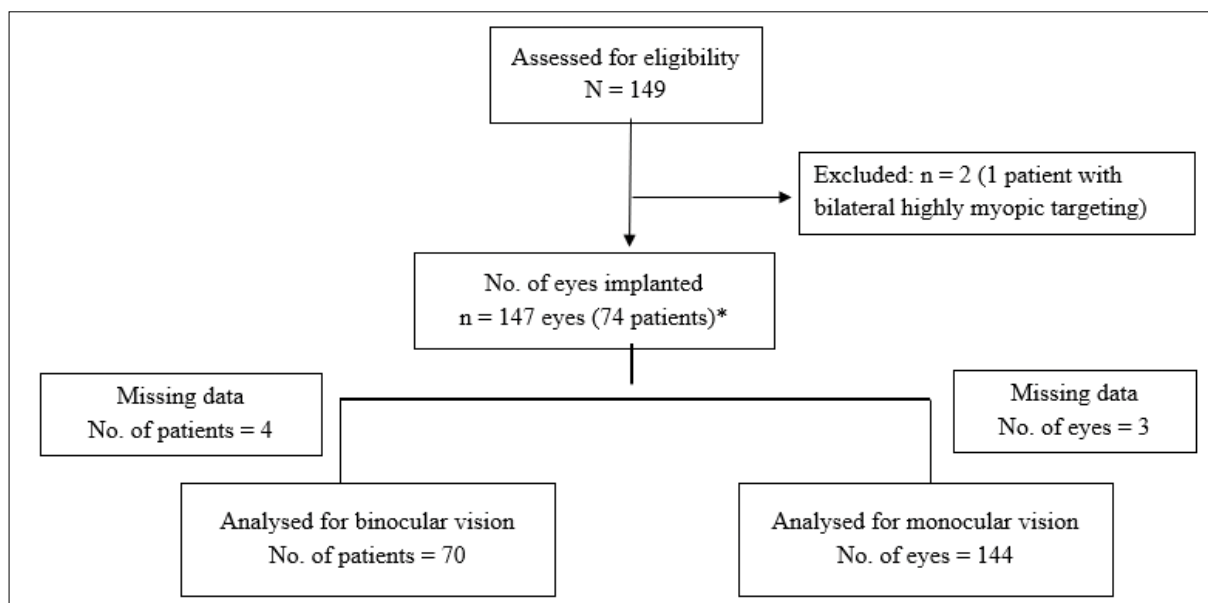 Assessed for eligibility
N = 149
Excluded: n = 2 (1 patient with
bilateral highly myopic targeting)
No. of eyes implanted
n = 147 eyes (74 patients)*
Missing data
No. of patients = 4
Missing data
No. of eyes = 3
Analysed for binocular vision
No. of patients = 70
Analysed for monocular vision
No. of eyes = 144